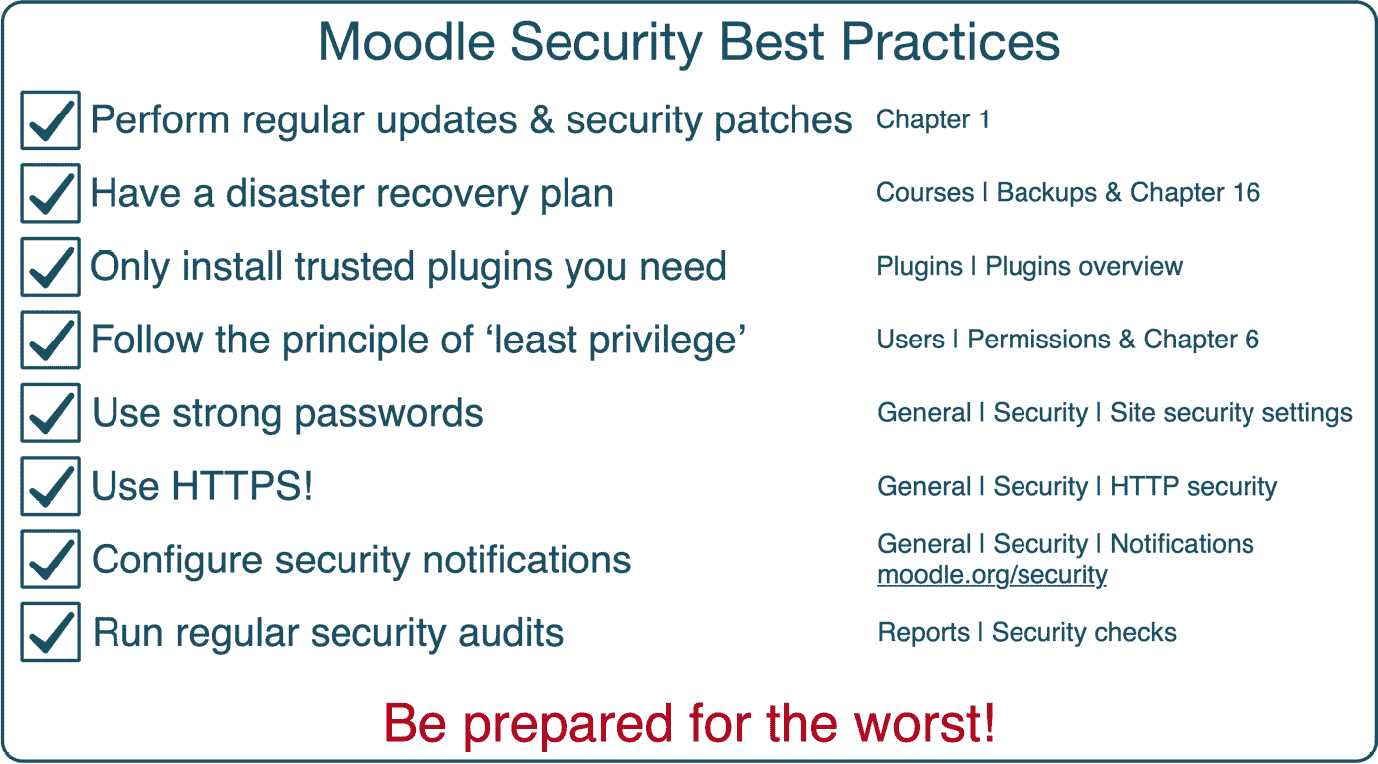 Moodle Security Best Practices
Perform regular updates & security patches Chapter 1
Have a disaster recovery plan Courses | Backups & Chapter 16
Only install trusted plugins you need Plugins | Plugins overview
Follow the principle of ‘least privilege’ Users | Permissions & Chapter 6
Use strong passwords General | Security | Site security settings
Use HTTPS! General | Security | HTTP security
Configure security notifications General | Security | Notifications
moodle.org/security
Run regular security audits Reports | Security checks
Be prepared for the worst!